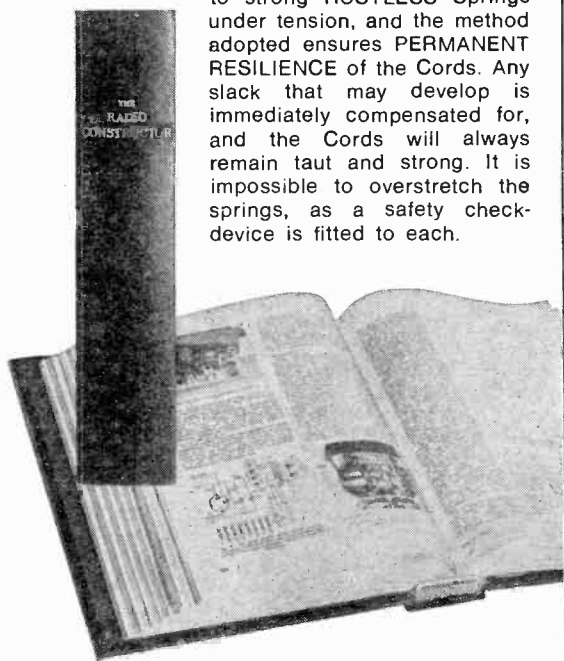 to strong RUSTLESS Springs
under tension, and the method
adopted ensures PERMANENT
RESILIENCE of the Cords. Any
slack that may develop is
immediately compensated for,
and the Cords will always
remain taut and strong. It is
impossible to overstretch the
springs, as a safety check-
device is fitted to each.
THE
RADIO
CONSTRUCTOR